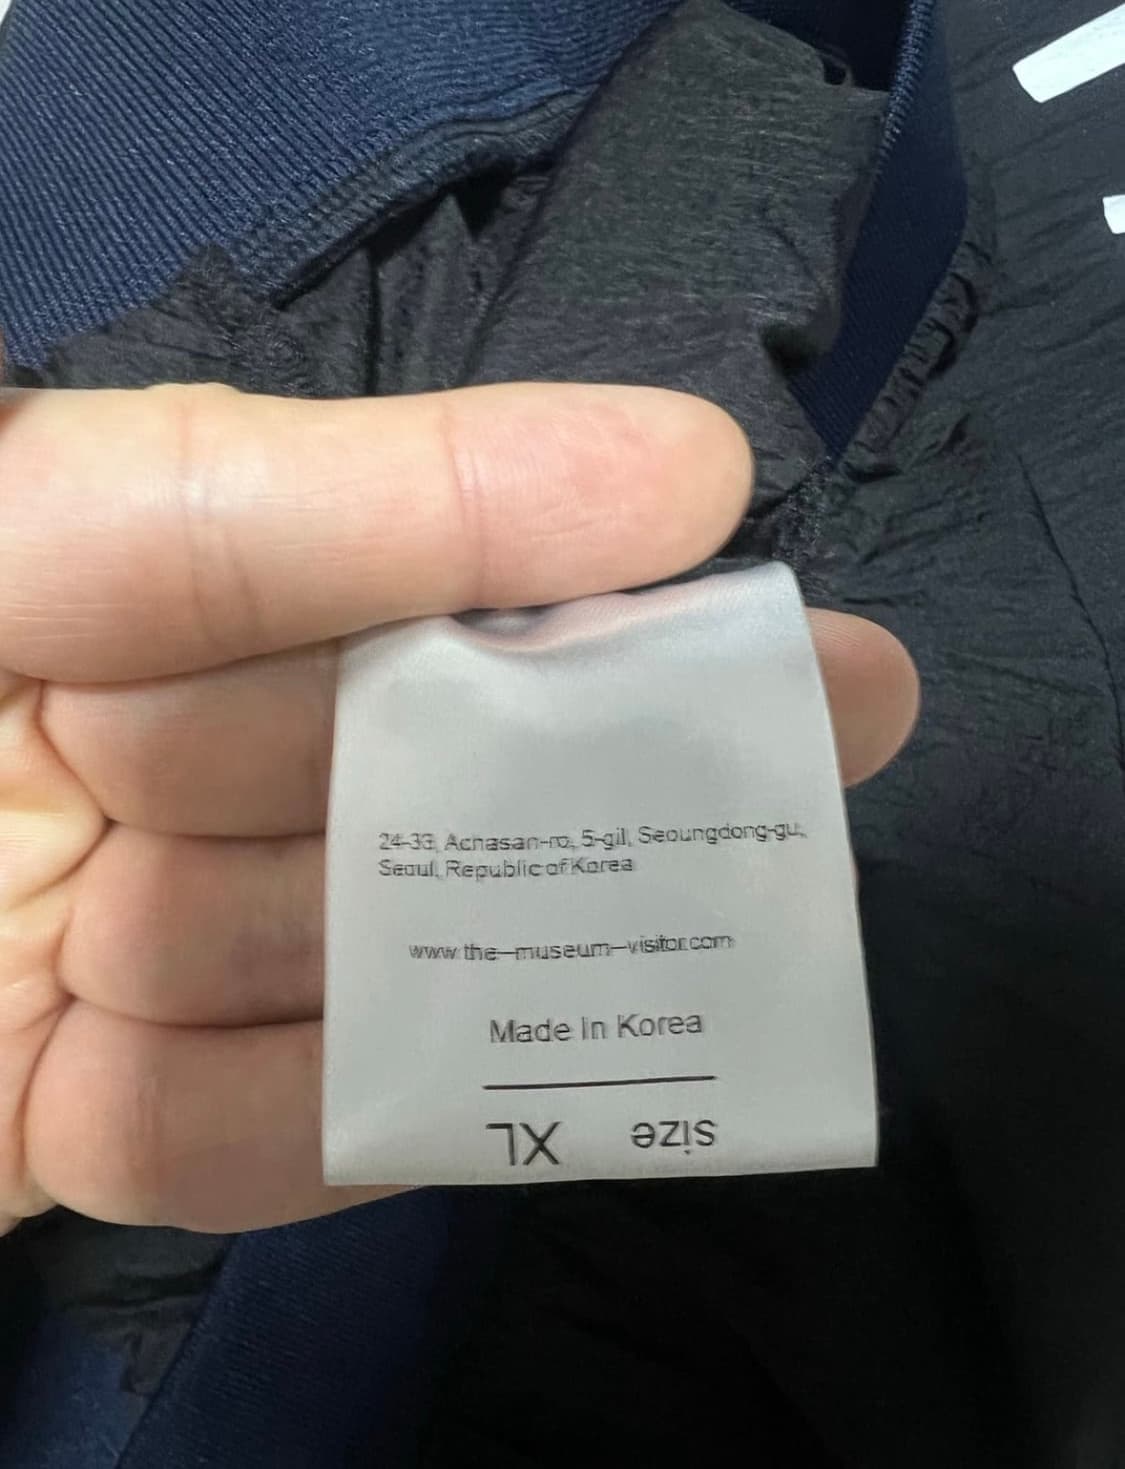 24-33, Achasan-ro, 5-gil, Seoungdong-gu,
Seoul, Republic of Korea
www.the-museum-visitor.com
Made In Korea
size XL